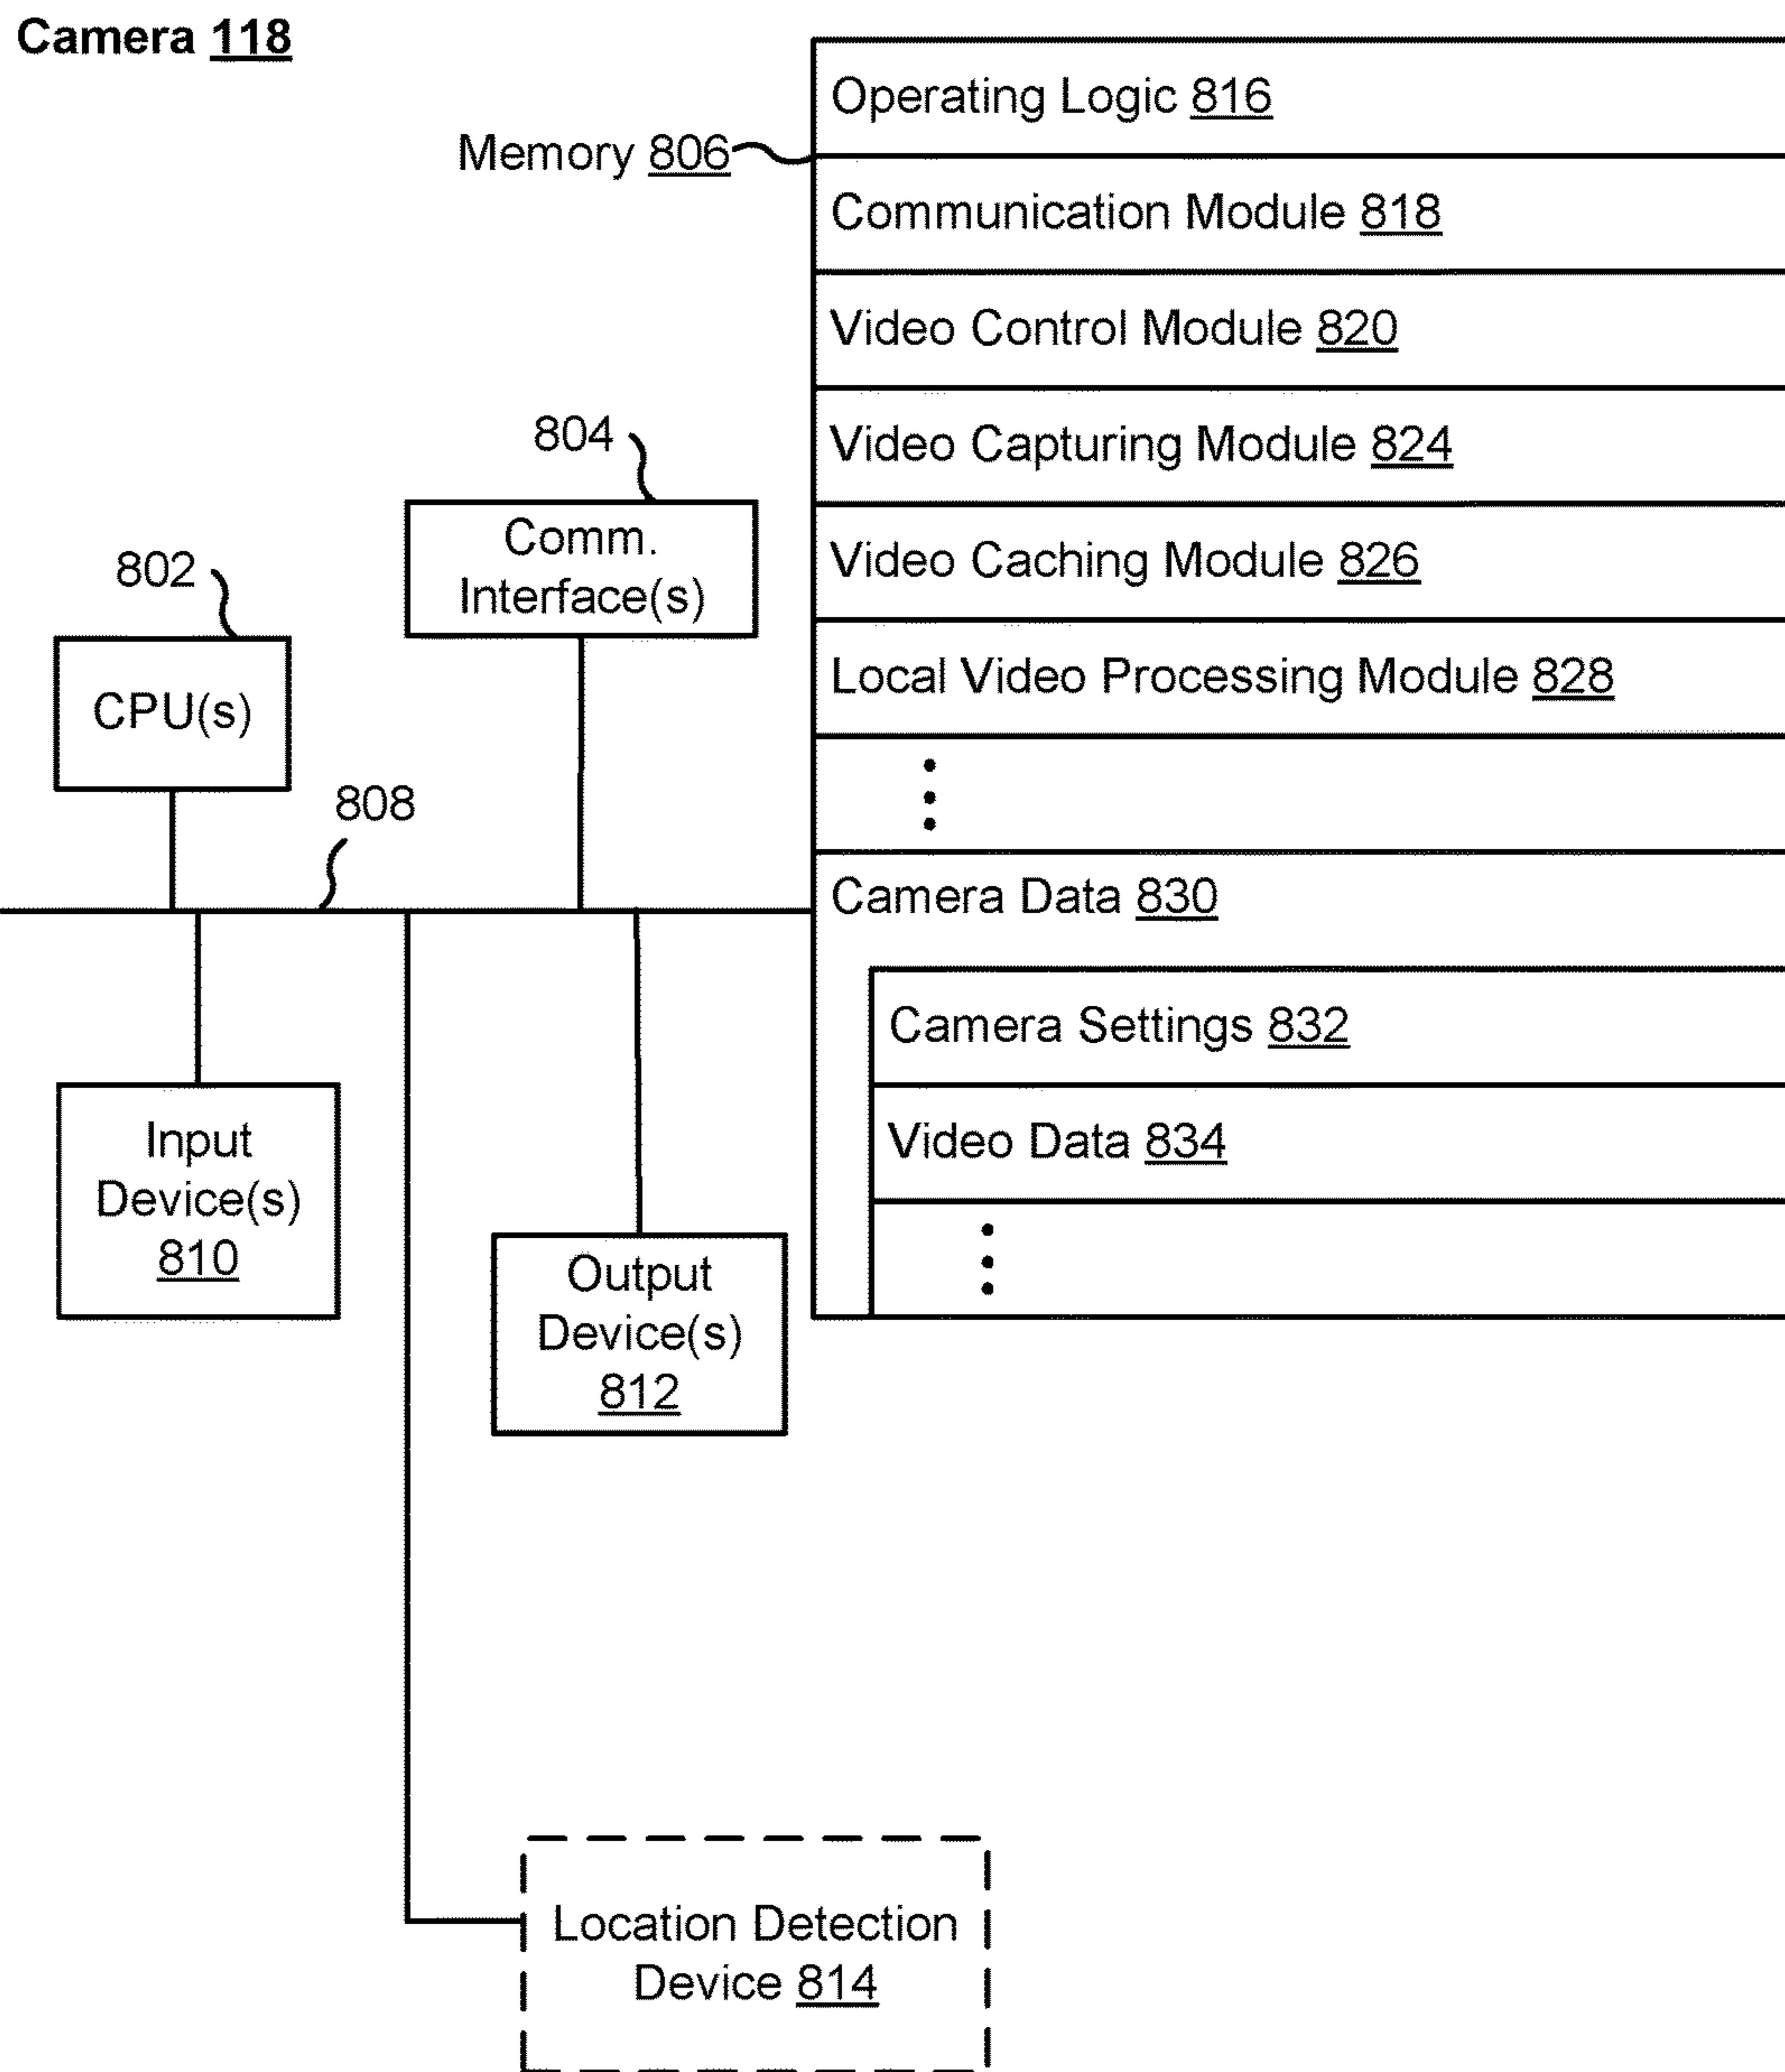 Camera 118
Operating Logic 816
Memory 806
Communication Module 818
Video Control Module 820
804
Video Capturing Module 824
Comm.
Interface(s)
802
Video Caching Module 826
CPU(s)
Local Video Processing Module 828
808
Camera Data 830
Camera Settings 832
Input
Device(s)
810
Video Data 834
Output
Device(s)
812
Location Detection
Device 814